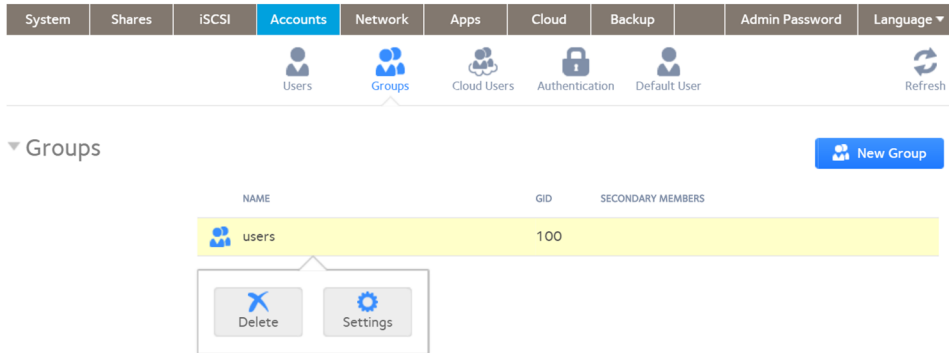 System Shares iSCSI Accounts Network Apps Cloud Backup Admin Password Language
Users Groups Cloud Users Authentication Default User Refresh
Groups New Group
NAME GID SECONDARY MEMBERS
users 100
Delete Settings